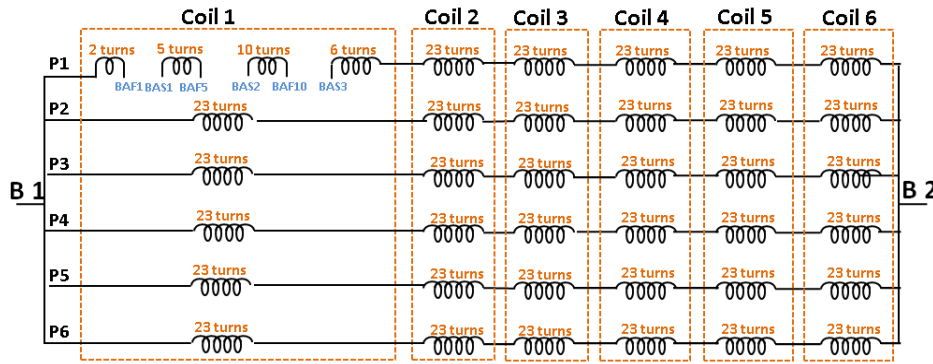 Coil 1 Coil 2 Coil 3 Coil 4 Coil 5 Coil 6
2 turns 5 turns 10 turns 6 turns 23 turns 23 turns 23 turns 23 turns 23 turns
P1
BAF1 BAS1 BAF5 BAS2 BAF10 BAS3
P2
23 turns 23 turns 23 turns 23 turns 23 turns 23 turns
P3
23 turns 23 turns 23 turns 23 turns 23 turns 23 turns
B 1 B 2
P4
23 turns 23 turns 23 turns 23 turns 23 turns 23 turns
P5
23 turns 23 turns 23 turns 23 turns 23 turns 23 turns
P6
23 turns 23 turns 23 turns 23 turns 23 turns 23 turns